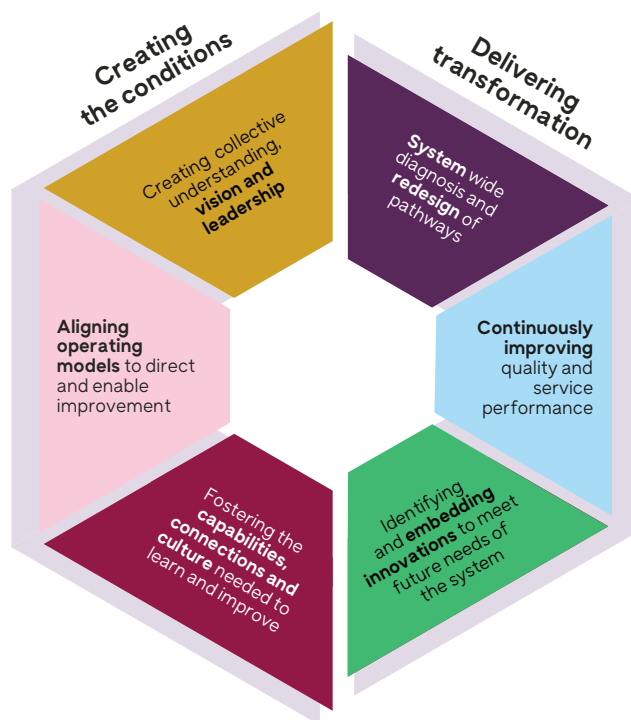 Creating
the conditions
Delivering
transformation
Creating collective
understanding,
vision and
leadership
System wide
diagnosis and
redesign of
pathways
Aligning
operating
models to direct
and enable
improvement
Continuously
improving
quality and
service
performance
Fostering the
capabilities,
connections and
culture needed to
learn and improve
Identifying
and embedding
innovations to meet
future needs of
the system